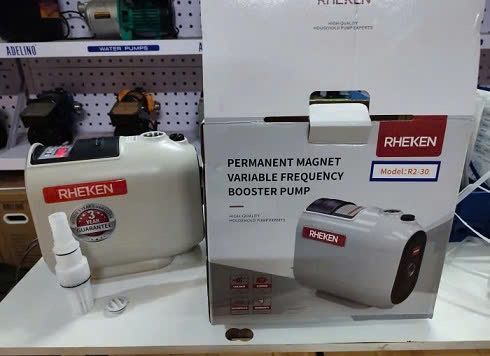 RHEKEN
HIGH-QUALITY
HOUSEHOLD PUMP EXPERTS
ADELINO
WATER PUMPS
RHEKEN
3
YEAR
GUARANTEE
RHEKEN
Model:R2-30
PERMANENT MAGNET
VARIABLE FREQUENCY
BOOSTER PUMP
HIGH-QUALITY
HOUSEHOLD PUMP EXPERTS
RHEKEN